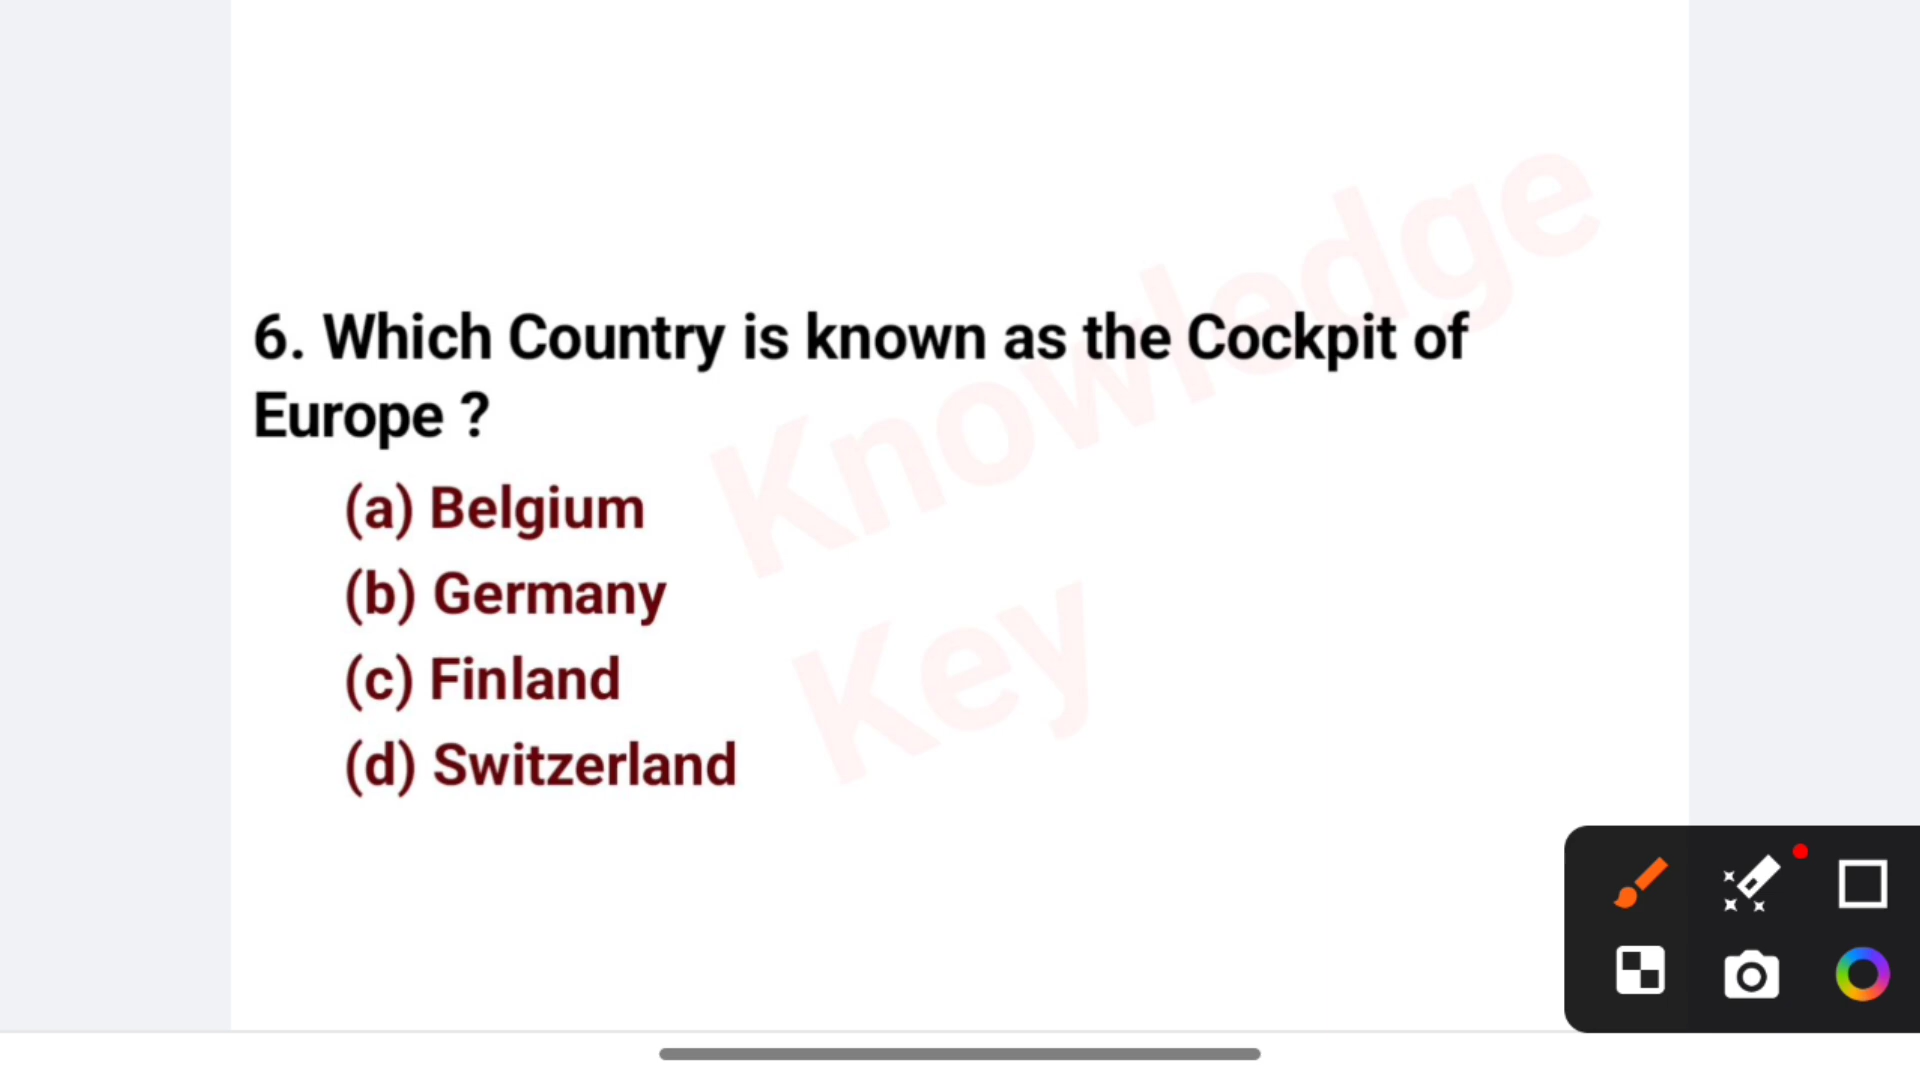 6. Which Country is known as the Cockpit of
Europe ?
(a) Belgium
(b) Germany
(c) Finland
(d) Switzerland
Knowledge
Key